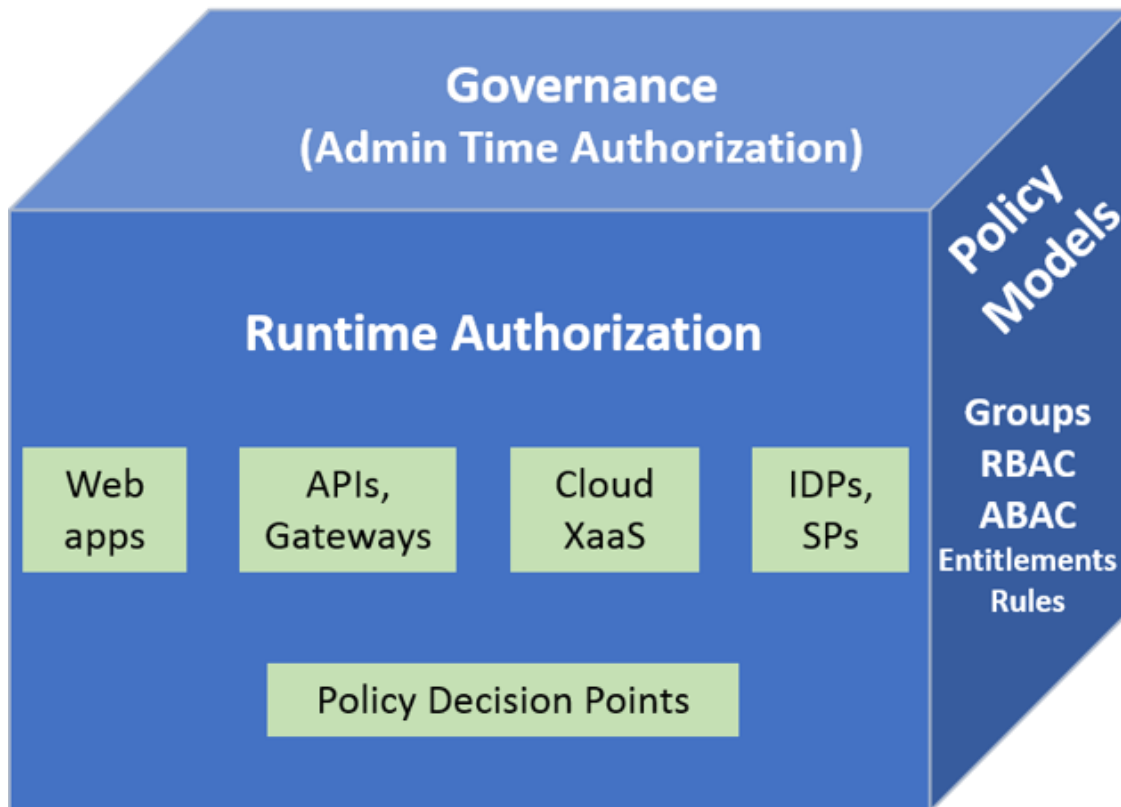 Governance
(Admin Time Authorization)
Policy
Models
Runtime Authorization
Groups
RBAC
ABAC
Entitlements
Rules
Web
apps
APIs,
Gateways
Cloud
XaaS
IDPs,
SPs
Policy Decision Points